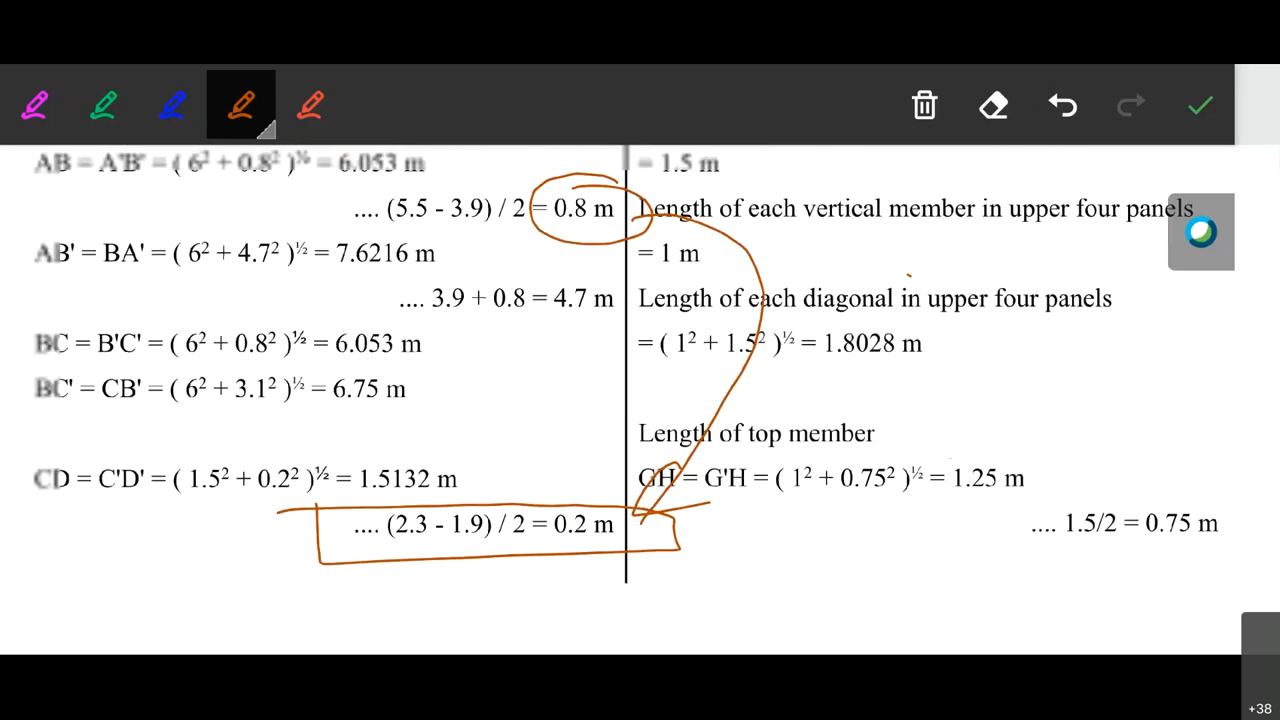 AB = A'B' = ( 6² + 0.8² )^½ = 6.053 m
.... (5.5 - 3.9) / 2 = 0.8 m
AB' = BA' = ( 6² + 4.7² )^½ = 7.6216 m
.... 3.9 + 0.8 = 4.7 m
BC = B'C' = ( 6² + 0.8² )^½ = 6.053 m
BC' = CB' = ( 6² + 3.1² )^½ = 6.75 m
CD = C'D' = ( 1.5² + 0.2² )^½ = 1.5132 m
.... (2.3 - 1.9) / 2 = 0.2 m
= 1.5 m
Length of each vertical member in upper four panels
= 1 m
Length of each diagonal in upper four panels
= ( 1² + 1.5² )^½ = 1.8028 m
Length of top member
GH = G'H = ( 1² + 0.75² )^½ = 1.25 m
.... 1.5/2 = 0.75 m
+38